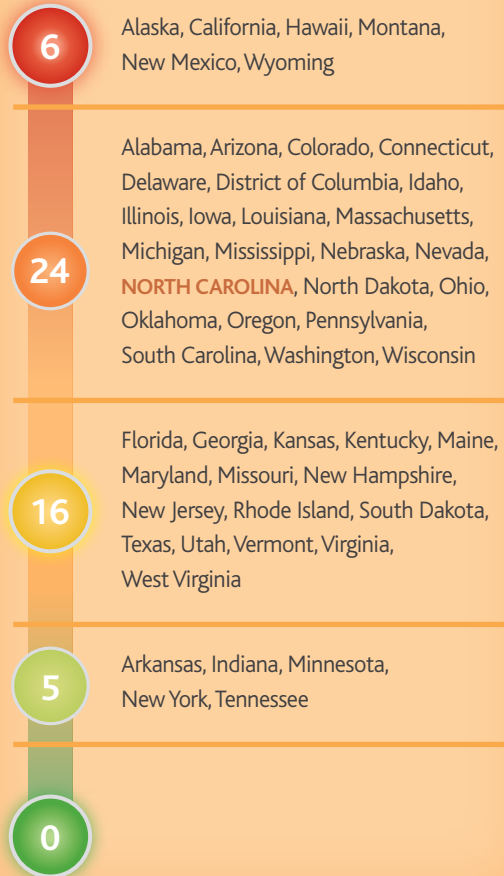 6
Alaska, California, Hawaii, Montana,
New Mexico, Wyoming
24
Alabama, Arizona, Colorado, Connecticut,
Delaware, District of Columbia, Idaho,
Illinois, Iowa, Louisiana, Massachusetts,
Michigan, Mississippi, Nebraska, Nevada,
NORTH CAROLINA, North Dakota, Ohio,
Oklahoma, Oregon, Pennsylvania,
South Carolina, Washington, Wisconsin
16
Florida, Georgia, Kansas, Kentucky, Maine,
Maryland, Missouri, New Hampshire,
New Jersey, Rhode Island, South Dakota,
Texas, Utah, Vermont, Virginia,
West Virginia
5
Arkansas, Indiana, Minnesota,
New York, Tennessee
0